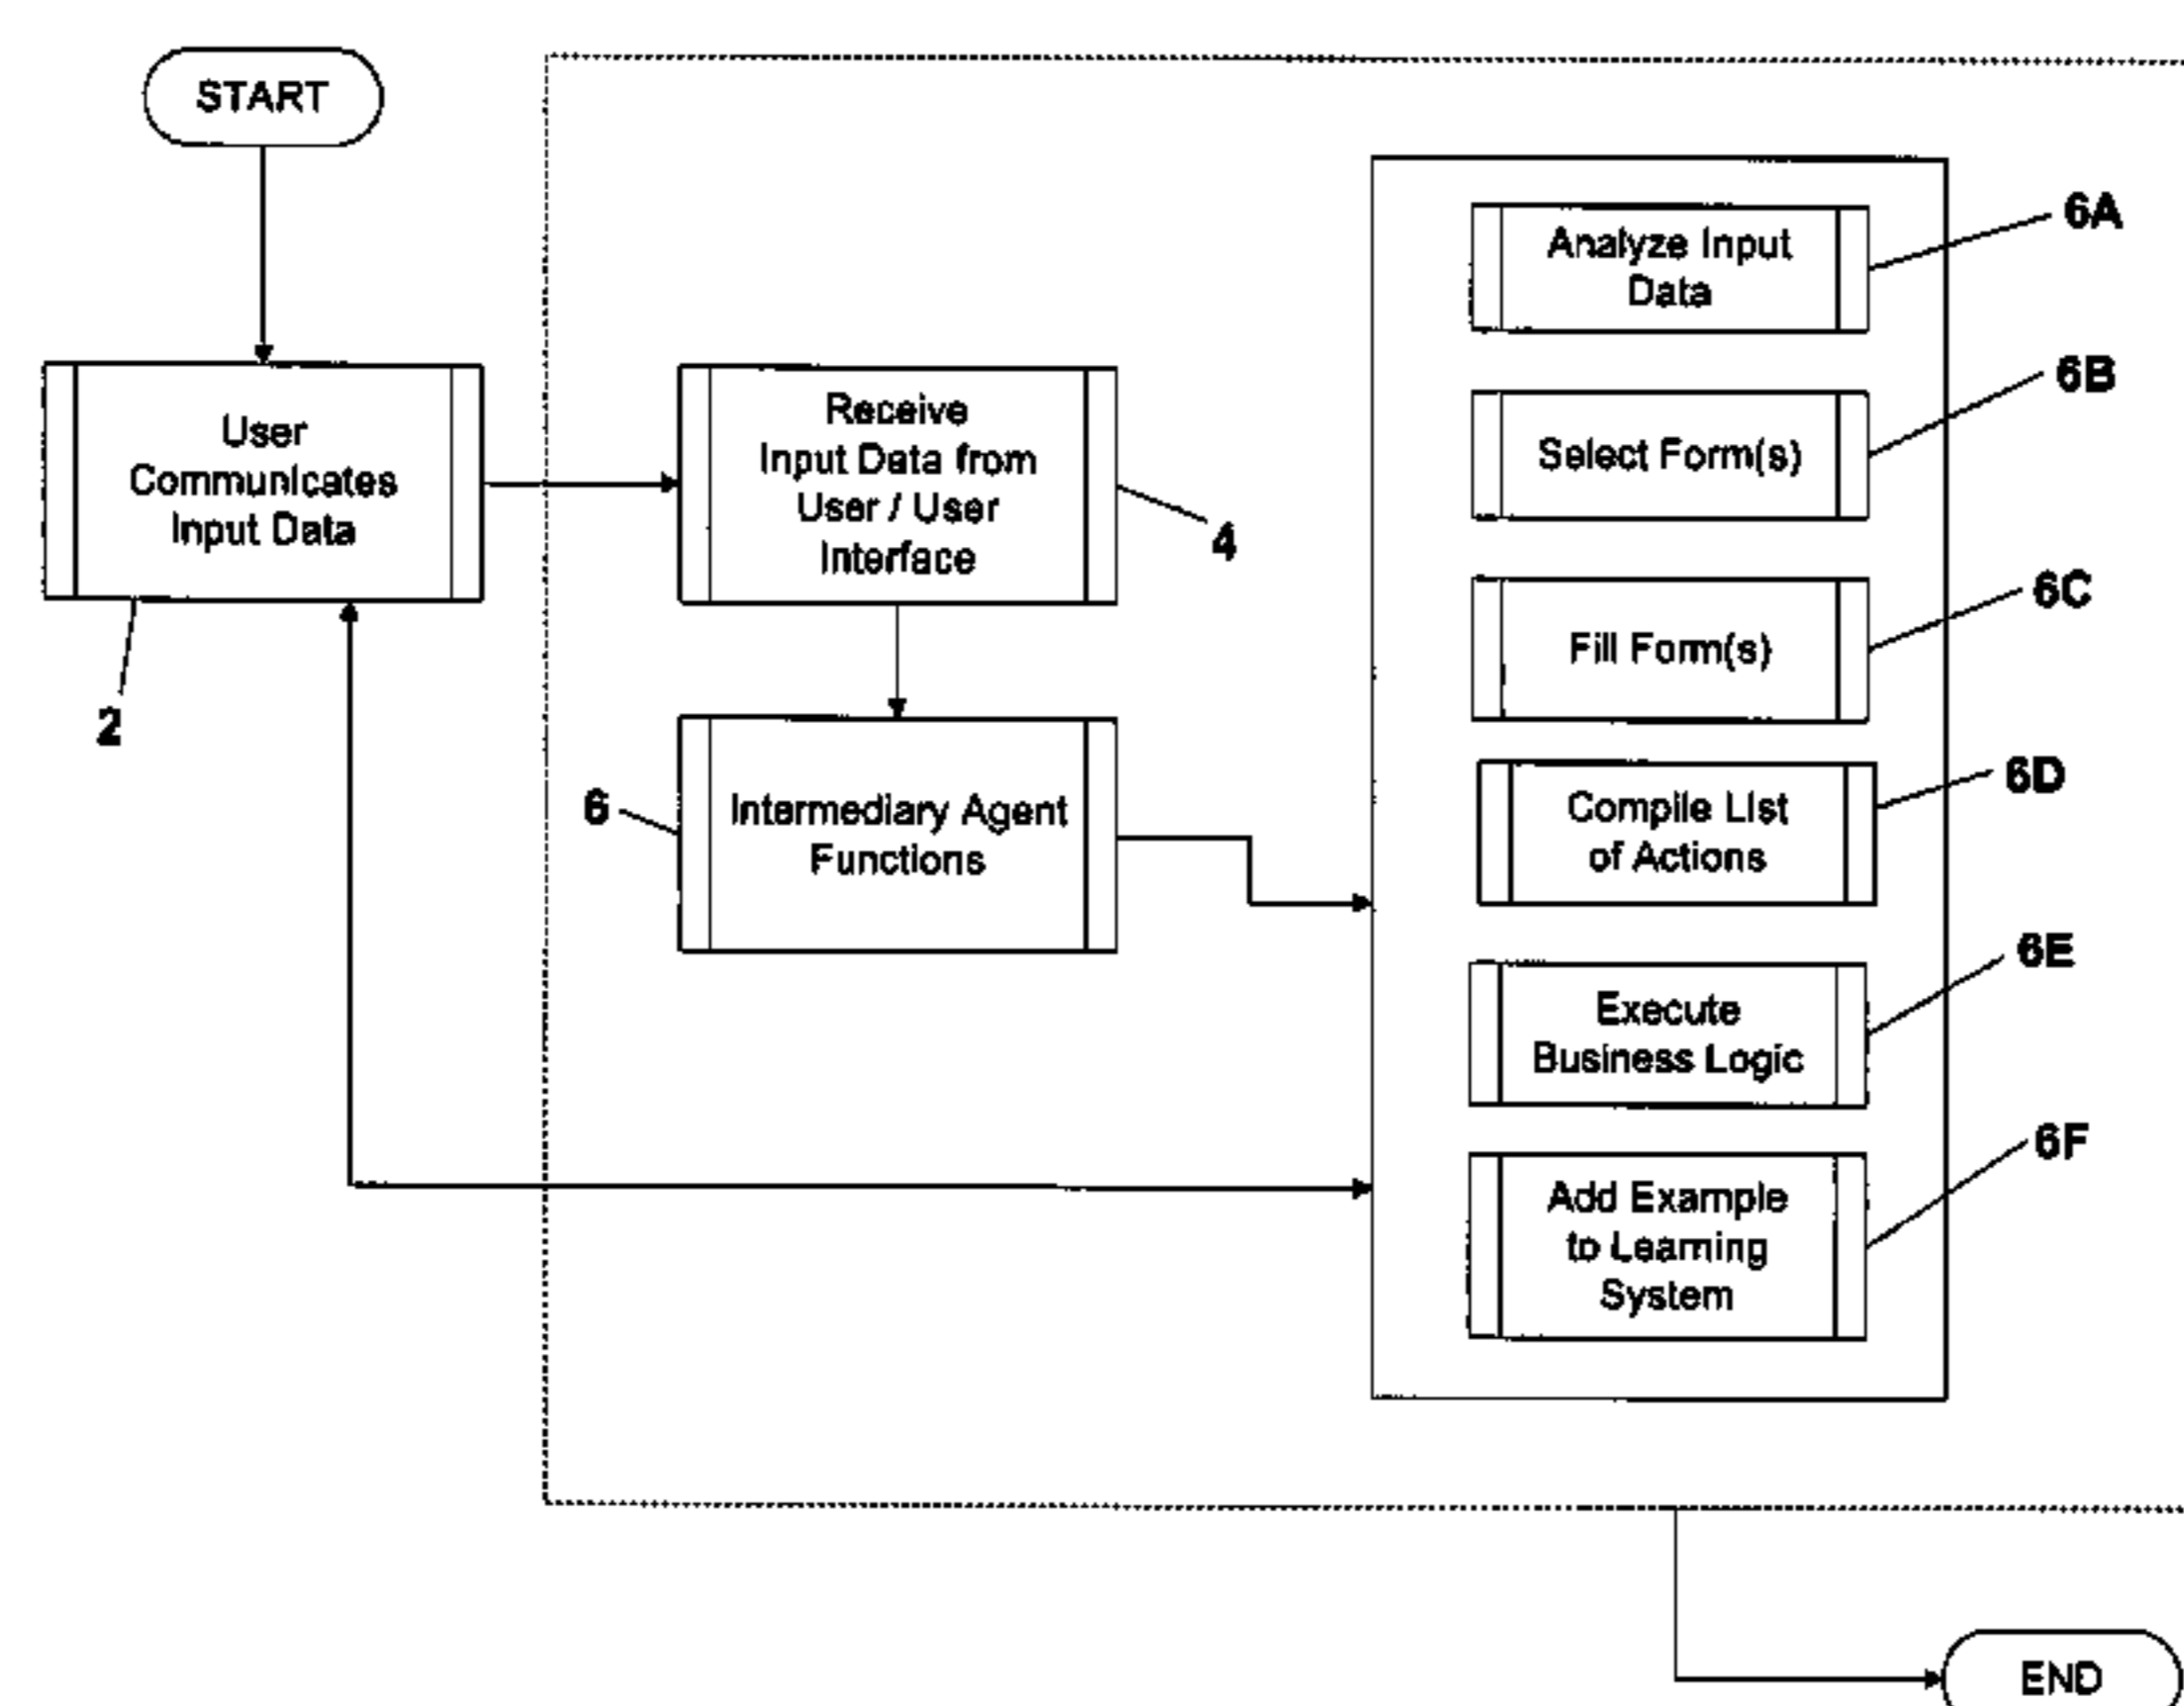 START
User
Communicates
Input Data
2
Receive
Input Data from
User / User
Interface
4
6
Intermediary Agent
Functions
Analyze Input
Data
6A
Select Form(s)
6B
Fill Form(s)
6C
Compile List
of Actions
6D
Execute
Business Logic
6E
Add Example
to Learning
System
6F
END